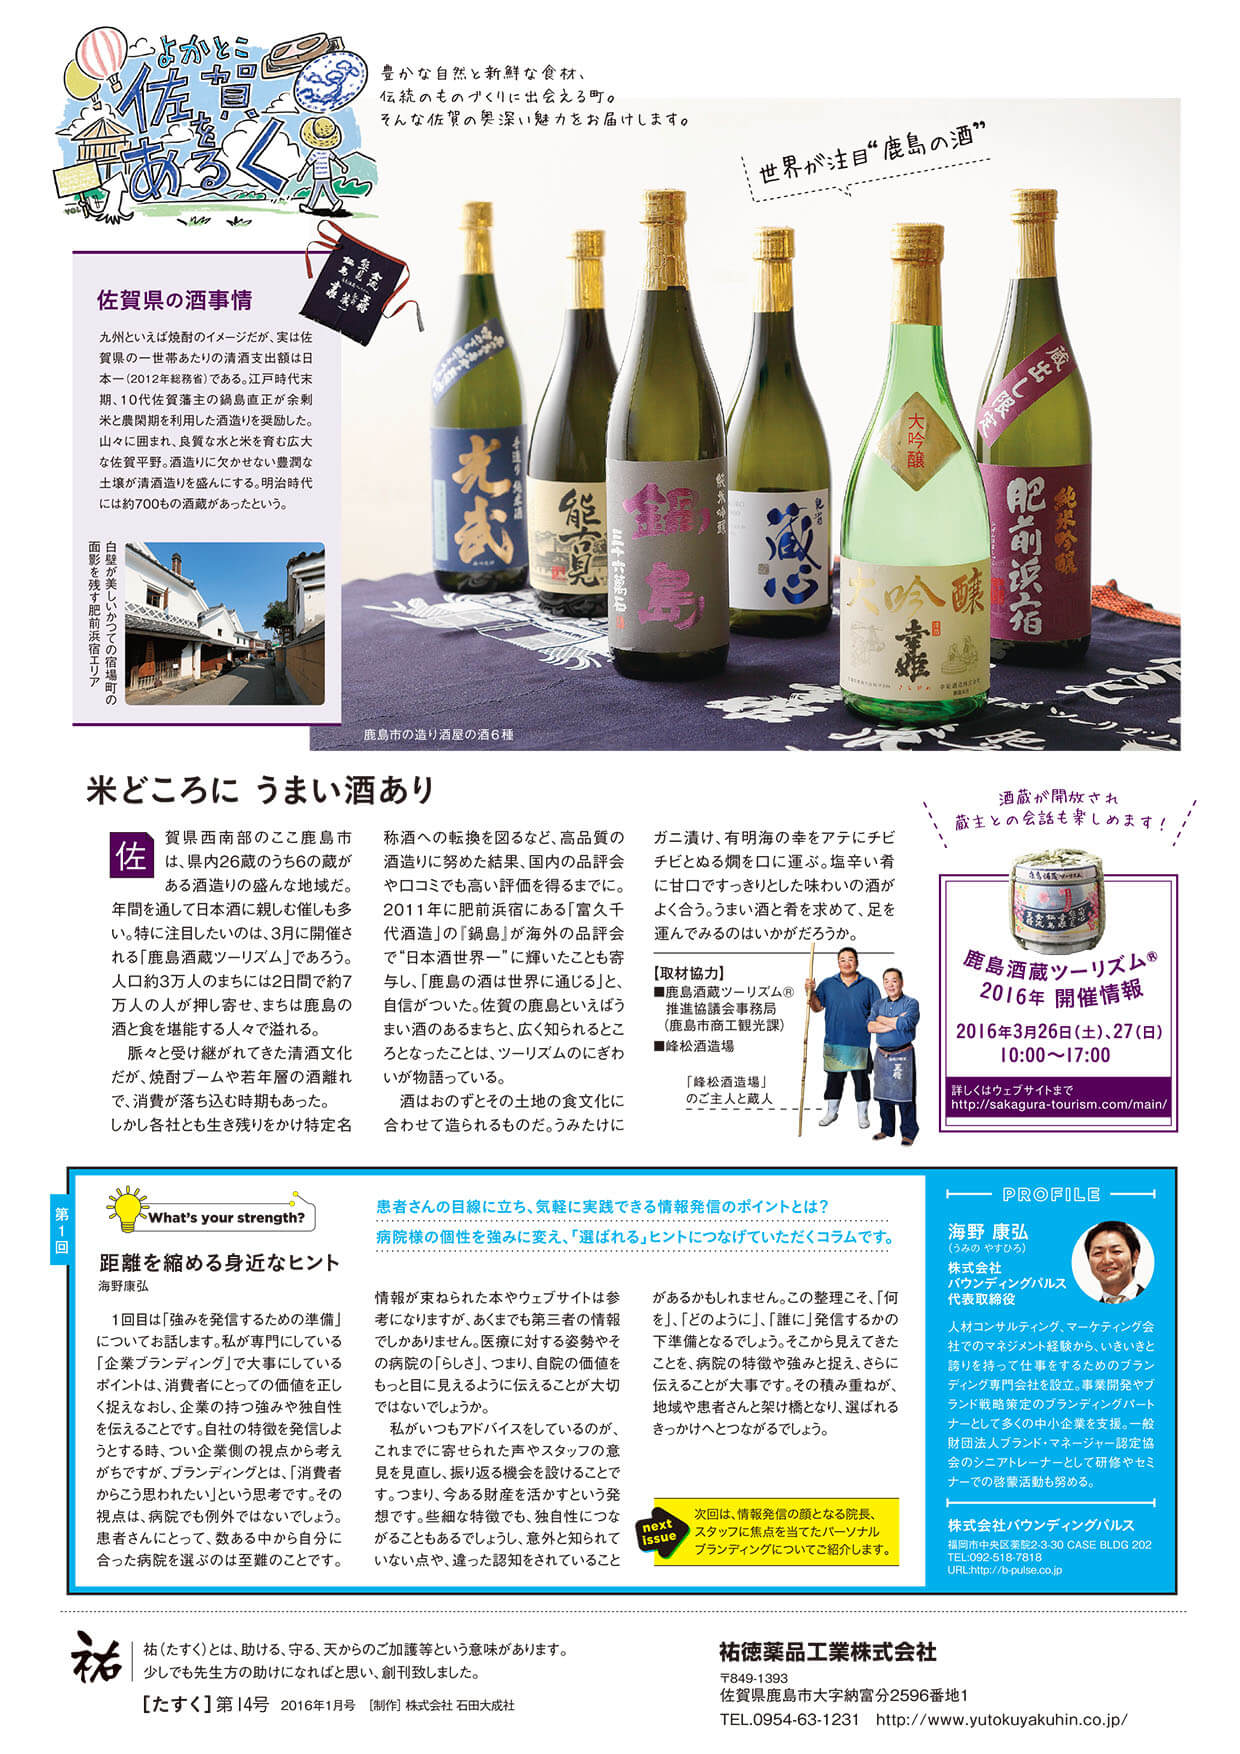 よかとこ
佐賀を
あるく
豊かな自然と新鮮な食材、
伝統のものづくりに出会える町。
そんな佐賀の奥深い魅力をお届けします。
世界が注目“鹿島の酒”
佐賀県の酒事情
九州といえば焼酎のイメージだが、実は佐
賀県の一世帯あたりの清酒支出額は日
本一(2012年総務省)である。江戸時代末
期、10代佐賀藩主の鍋島直正が余剰
米と農閑期を利用した酒造りを奨励した。
山々に囲まれ、良質な水と米を育む広大
な佐賀平野。酒造りに欠かせない豊潤な
土壌が清酒造りを盛んにする。明治時代
には約700もの酒蔵があったという。
白壁が美しいかつての宿場町の
面影を残す肥前浜宿エリア
光武
手造り純米酒
能古見
鍋島
純米吟醸
三十六萬石
肥前
蔵心
大吟醸
大吟醸
幸姫
蔵出し限定
純米吟醸
肥前浜宿
鹿島市の造り酒屋の酒6種
米どころに うまい酒あり
佐賀県西南部のここ鹿島市
は、県内26蔵のうち6の蔵が
ある酒造りの盛んな地域だ。
年間を通して日本酒に親しむ催しも多
い。特に注目したいのは、3月に開催さ
れる「鹿島酒蔵ツーリズム」であろう。
人口約3万人のまちには2日間で約7
万人の人が押し寄せ、まちは鹿島の
酒と食を堪能する人々で溢れる。
脈々と受け継がれてきた清酒文化
だが、焼酎ブームや若年層の酒離れ
で、消費が落ち込む時期もあった。
しかし各社とも生き残りをかけ特定名
称酒への転換を図るなど、高品質の
酒造りに努めた結果、国内の品評会
や口コミでも高い評価を得るまでに。
2011年に肥前浜宿にある「富久千
代酒造」の『鍋島』が海外の品評会
で“日本酒世界一”に輝いたことも寄
与し、「鹿島の酒は世界に通じる」と、
自信がついた。佐賀の鹿島といえばう
まい酒のあるまちと、広く知られるとこ
ろとなったことは、ツーリズムのにぎわ
いが物語っている。
酒はおのずとその土地の食文化に
合わせて造られるものだ。うみたけに
ガニ漬け、有明海の幸をアテにチビ
チビとぬる燗を口に運ぶ。塩辛い肴
に甘口ですっきりとした味わいの酒が
よく合う。うまい酒と肴を求めて、足を
運んでみるのはいかがだろうか。
【取材協力】
■鹿島酒蔵ツーリズム®
推進協議会事務局
(鹿島市商工観光課)
■峰松酒造場
「峰松酒造場」
のご主人と蔵人
酒蔵が開放され
蔵主との会話も楽しめます!
鹿島酒蔵ツーリズム®
2016年 開催情報
2016年3月26日(土)、27(日)
10:00〜17:00
詳しくはウェブサイトまで
http://sakagura-tourism.com/main/
第1回
What's your strength?
距離を縮める身近なヒント
海野康弘
患者さんの目線に立ち、気軽に実践できる情報発信のポイントとは?
病院様の個性を強みに変え、「選ばれる」ヒントにつなげていただくコラムです。
1回目は「強みを発信するための準備」
についてお話します。私が専門にしている
「企業ブランディング」で大事にしている
ポイントは、消費者にとっての価値を正し
く捉えなおし、企業の持つ強みや独自性
を伝えることです。自社の特徴を発信しよ
うとする時、つい企業側の視点から考え
がちですが、ブランディングとは、「消費者
からこう思われたい」という思考です。その
視点は、病院でも例外ではないでしょう。
患者さんにとって、数ある中から自分に
合った病院を選ぶのは至難のことです。
情報が束ねられた本やウェブサイトは参
考になりますが、あくまでも第三者の情報
でしかありません。医療に対する姿勢やそ
の病院の「らしさ」、つまり、自院の価値を
もっと目に見えるように伝えることが大切
ではないでしょうか。
私がいつもアドバイスをしているのが、
これまでに寄せられた声やスタッフの意
見を見直し、振り返る機会を設けることで
す。つまり、今ある財産を活かすという発
想です。些細な特徴でも、独自性につな
がることもあるでしょうし、意外と知られて
いない点や、違った認知をされていること
があるかもしれません。この整理こそ、「何
を」、「どのように」、「誰に」発信するかの
下準備となるでしょう。そこから見えてきた
ことを、病院の特徴や強みと捉え、さらに
伝えることが大事です。その積み重ねが、
地域や患者さんと架け橋となり、選ばれる
きっかけへとつながるでしょう。
next
issue
次回は、情報発信の顔となる院長、
スタッフに焦点を当てたパーソナル
ブランディングについてご紹介します。
PROFILE
海野 康弘
(うみの やすひろ)
株式会社
バウンディングパルス
代表取締役
人材コンサルティング、マーケティング会
社でのマネジメント経験から、いきいきと
誇りを持って仕事をするためのブラン
ディング専門会社を設立。事業開発やブ
ランド戦略策定のブランディングパート
ナーとして多くの中小企業を支援。一般
財団法人ブランド・マネージャー認定協
会のシニアトレーナーとして研修やセミ
ナーでの啓蒙活動も努める。
株式会社バウンディングパルス
福岡市中央区薬院2-3-30 CASE BLDG 202
TEL:092-518-7818
URL:http://b-pulse.co.jp
祐
祐(たすく)とは、助ける、守る、天からのご加護等という意味があります。
少しでも先生方の助けになればと思い、創刊致しました。
[たすく]第14号 2016年1月号 [制作] 株式会社 石田大成社
祐徳薬品工業株式会社
〒849-1393
佐賀県鹿島市大字納富分2596番地1
TEL.0954-63-1231 http://www.yutokuyakuhin.co.jp/